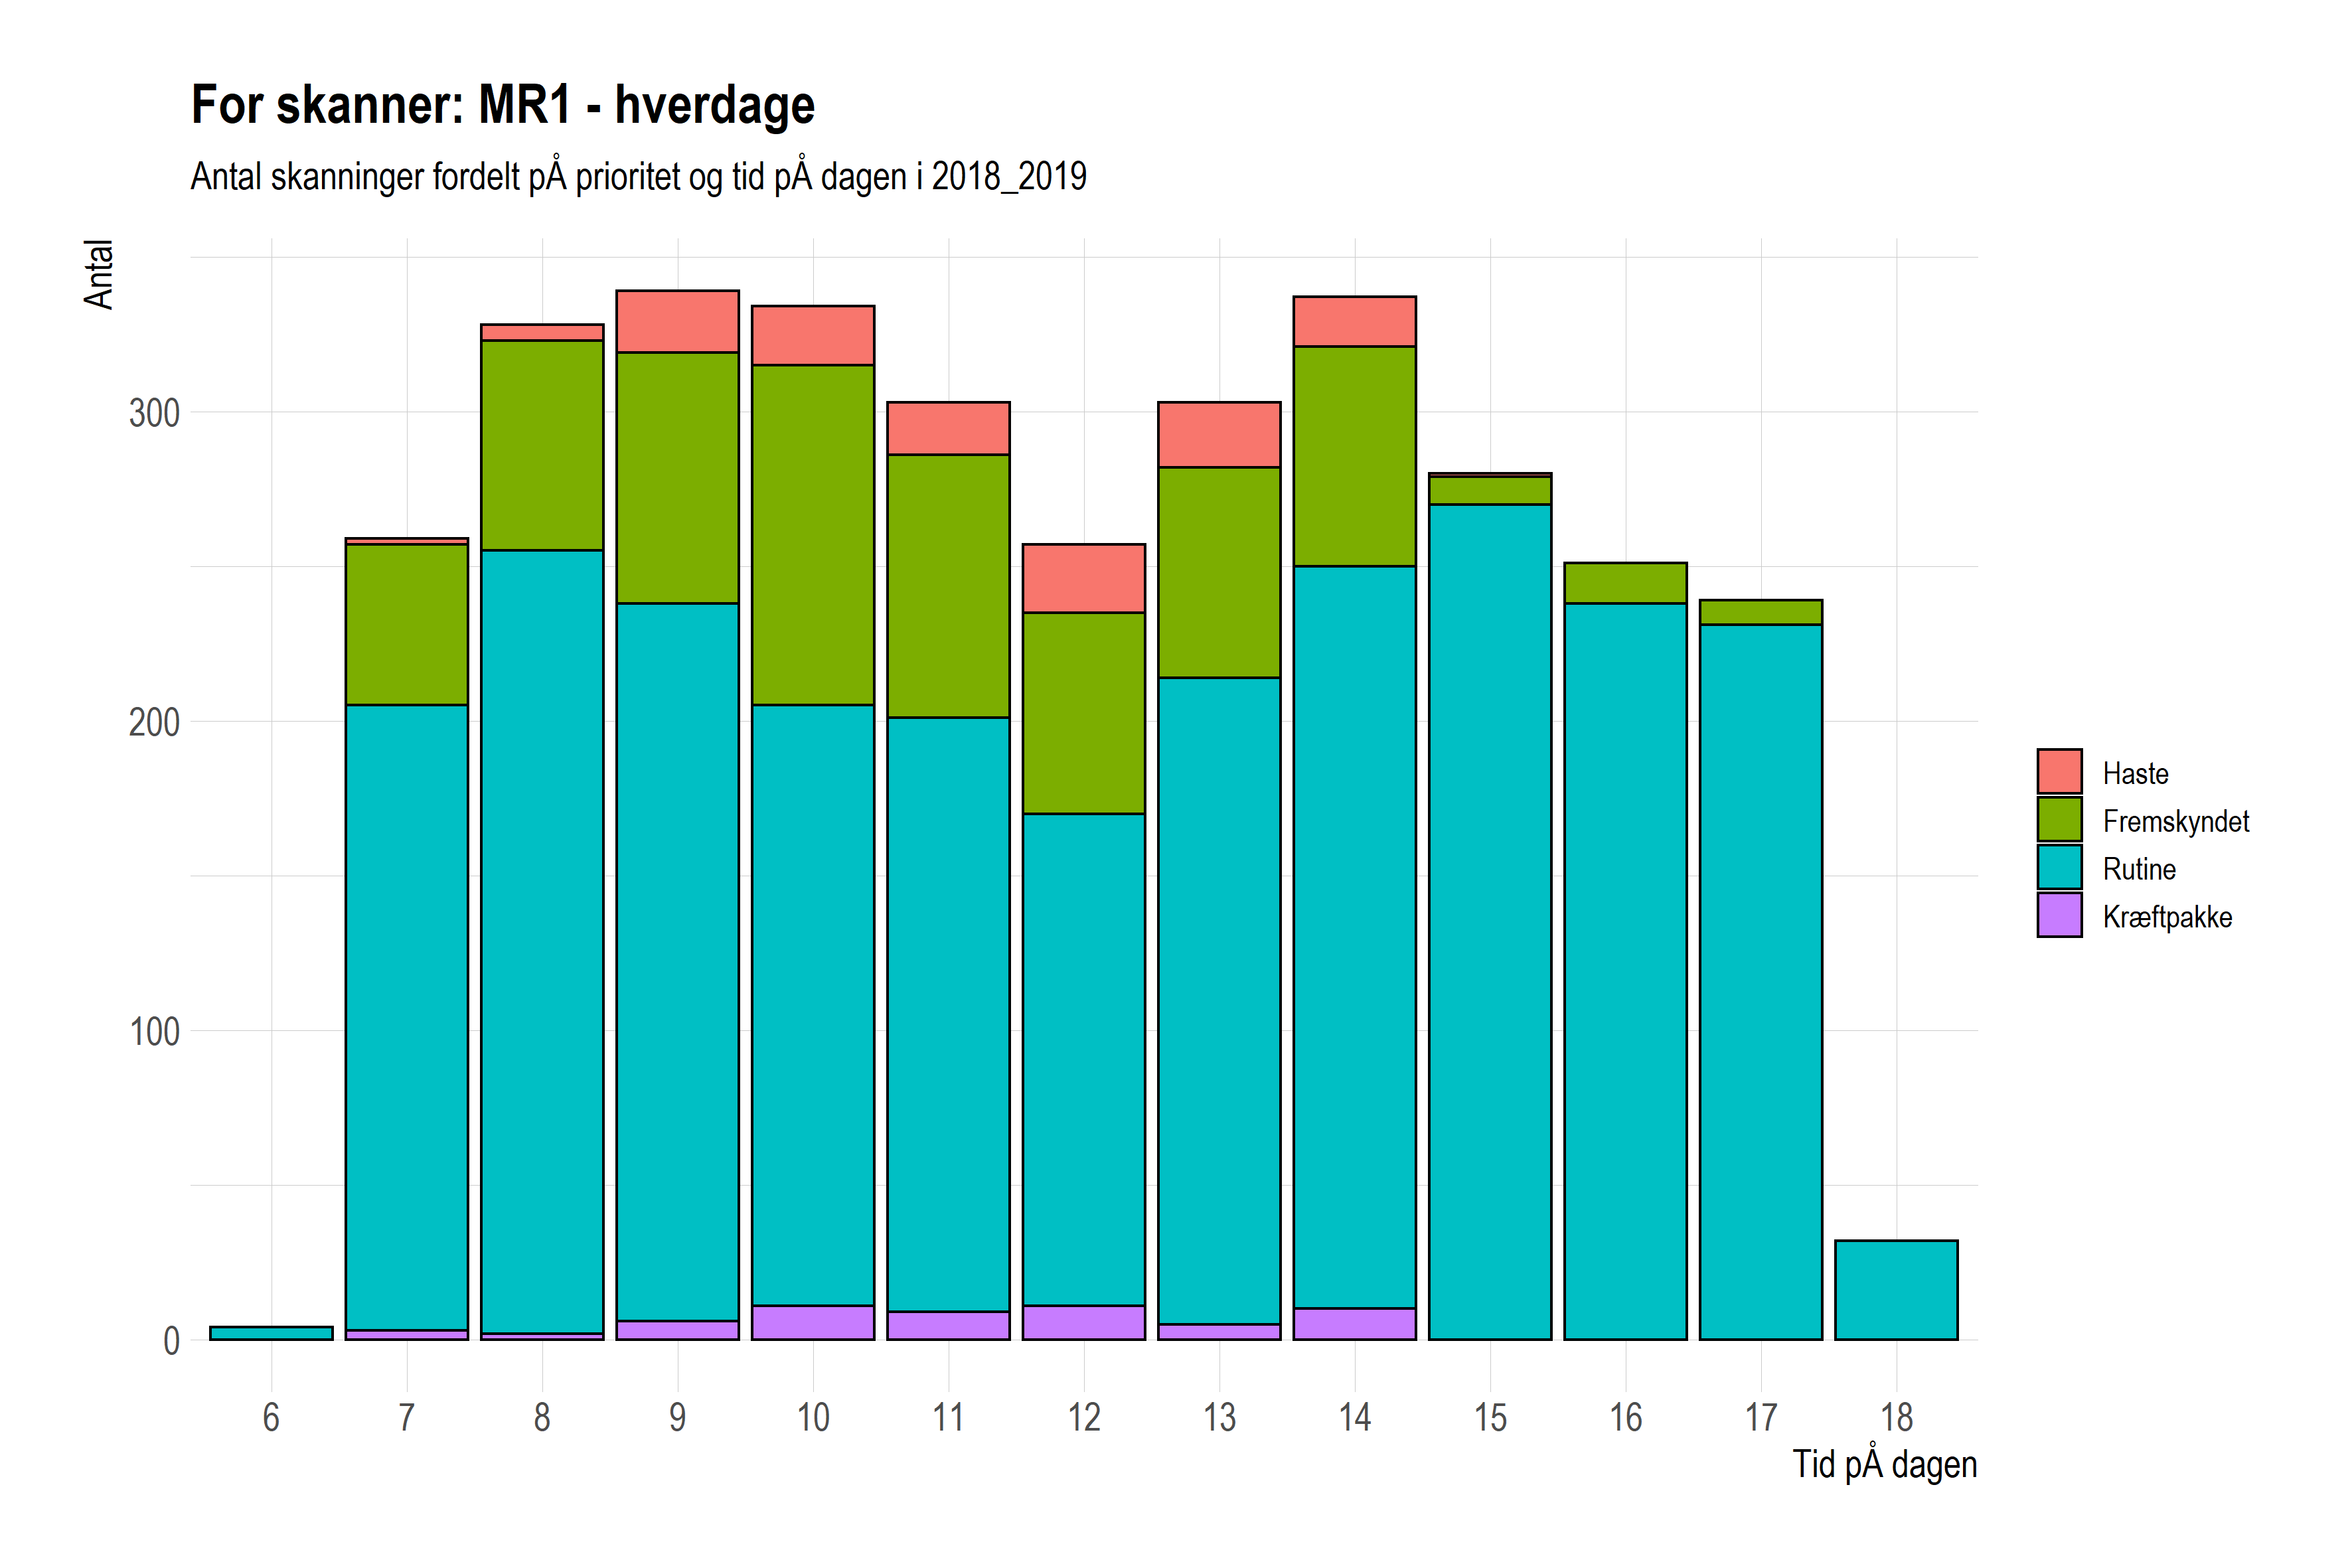 For skanner: MR1 - hverdage
Antal skanninger fordelt pÅ prioritet og tid pÅ dagen i 2018_2019
Antal
300
200
100
0
6 7 8 9 10 11 12 13 14 15 16 17 18
Tid pÅ dagen
Haste
Fremskyndet
Rutine
Kræftpakke